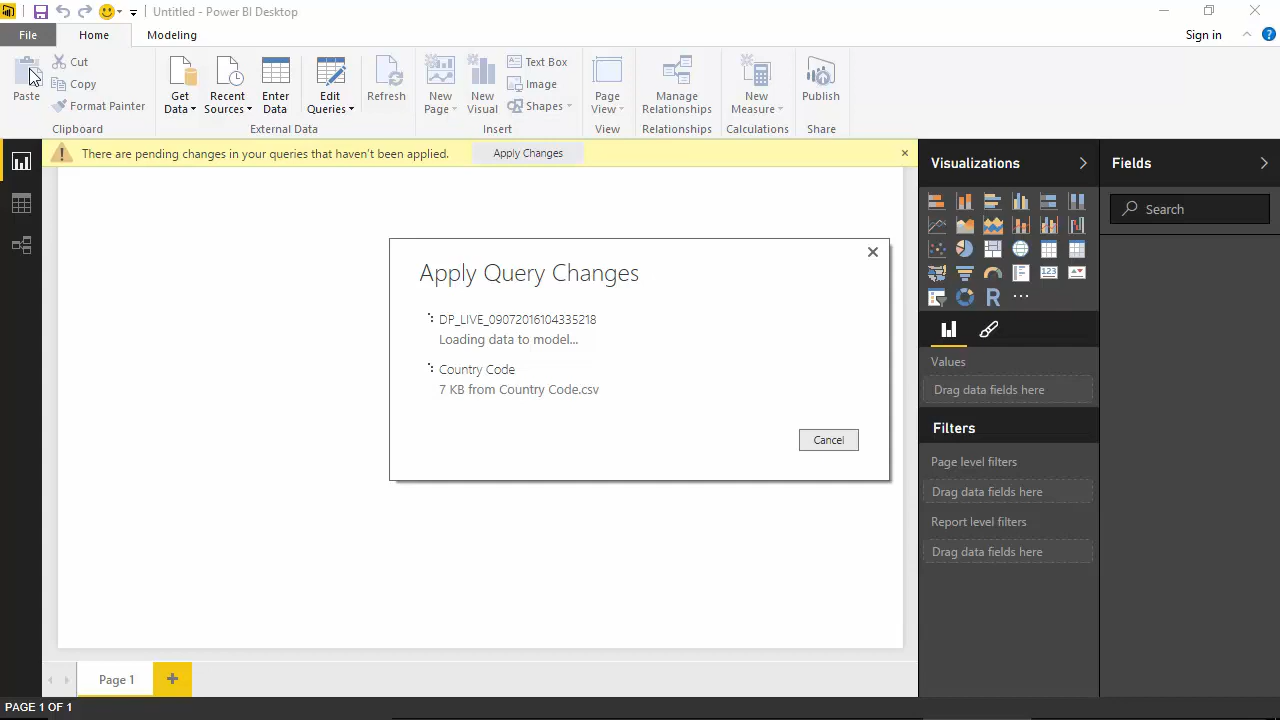 Untitled - Power BI Desktop
File
Home
Modeling
Sign in
Paste
Cut
Copy
Format Painter
Clipboard
Get Data
Recent Sources
Enter Data
Edit Queries
External Data
Refresh
New Page
New Visual
Text Box
Image
Shapes
Insert
Page View
View
Manage Relationships
Relationships
New Measure
Calculations
Publish
Share
There are pending changes in your queries that haven't been applied.
Apply Changes
Apply Query Changes
DP_LIVE_09072016104335218
Loading data to model...
Country Code
7 KB from Country Code.csv
Cancel
Visualizations
123
R
Values
Drag data fields here
Filters
Page level filters
Drag data fields here
Report level filters
Drag data fields here
Fields
Search
Page 1
PAGE 1 OF 1